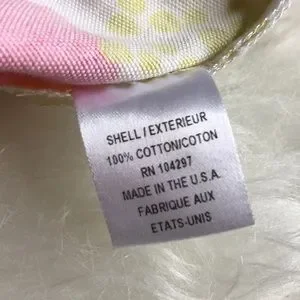 SHELL/EXTERIEUR
100% COTTON/COTON
RN 104297
MADE IN THE U.S.A.
FABRIQUE AUX
ETATS-UNIS